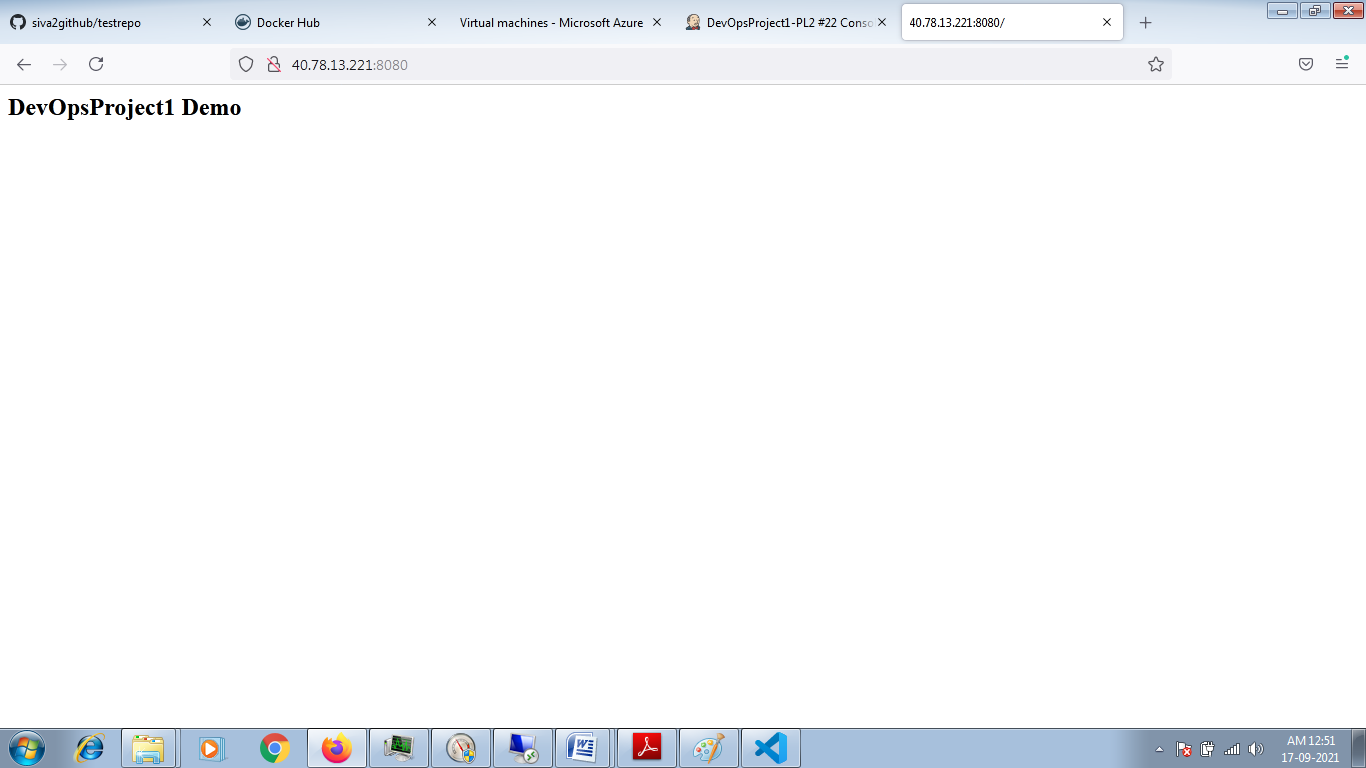 siva2github/testrepo
Docker Hub
Virtual machines - Microsoft Azure
DevOpsProject1-PL2 #22 Conso
40.78.13.221:8080/
40.78.13.221:8080
DevOpsProject1 Demo
AM 12:51
17-09-2021